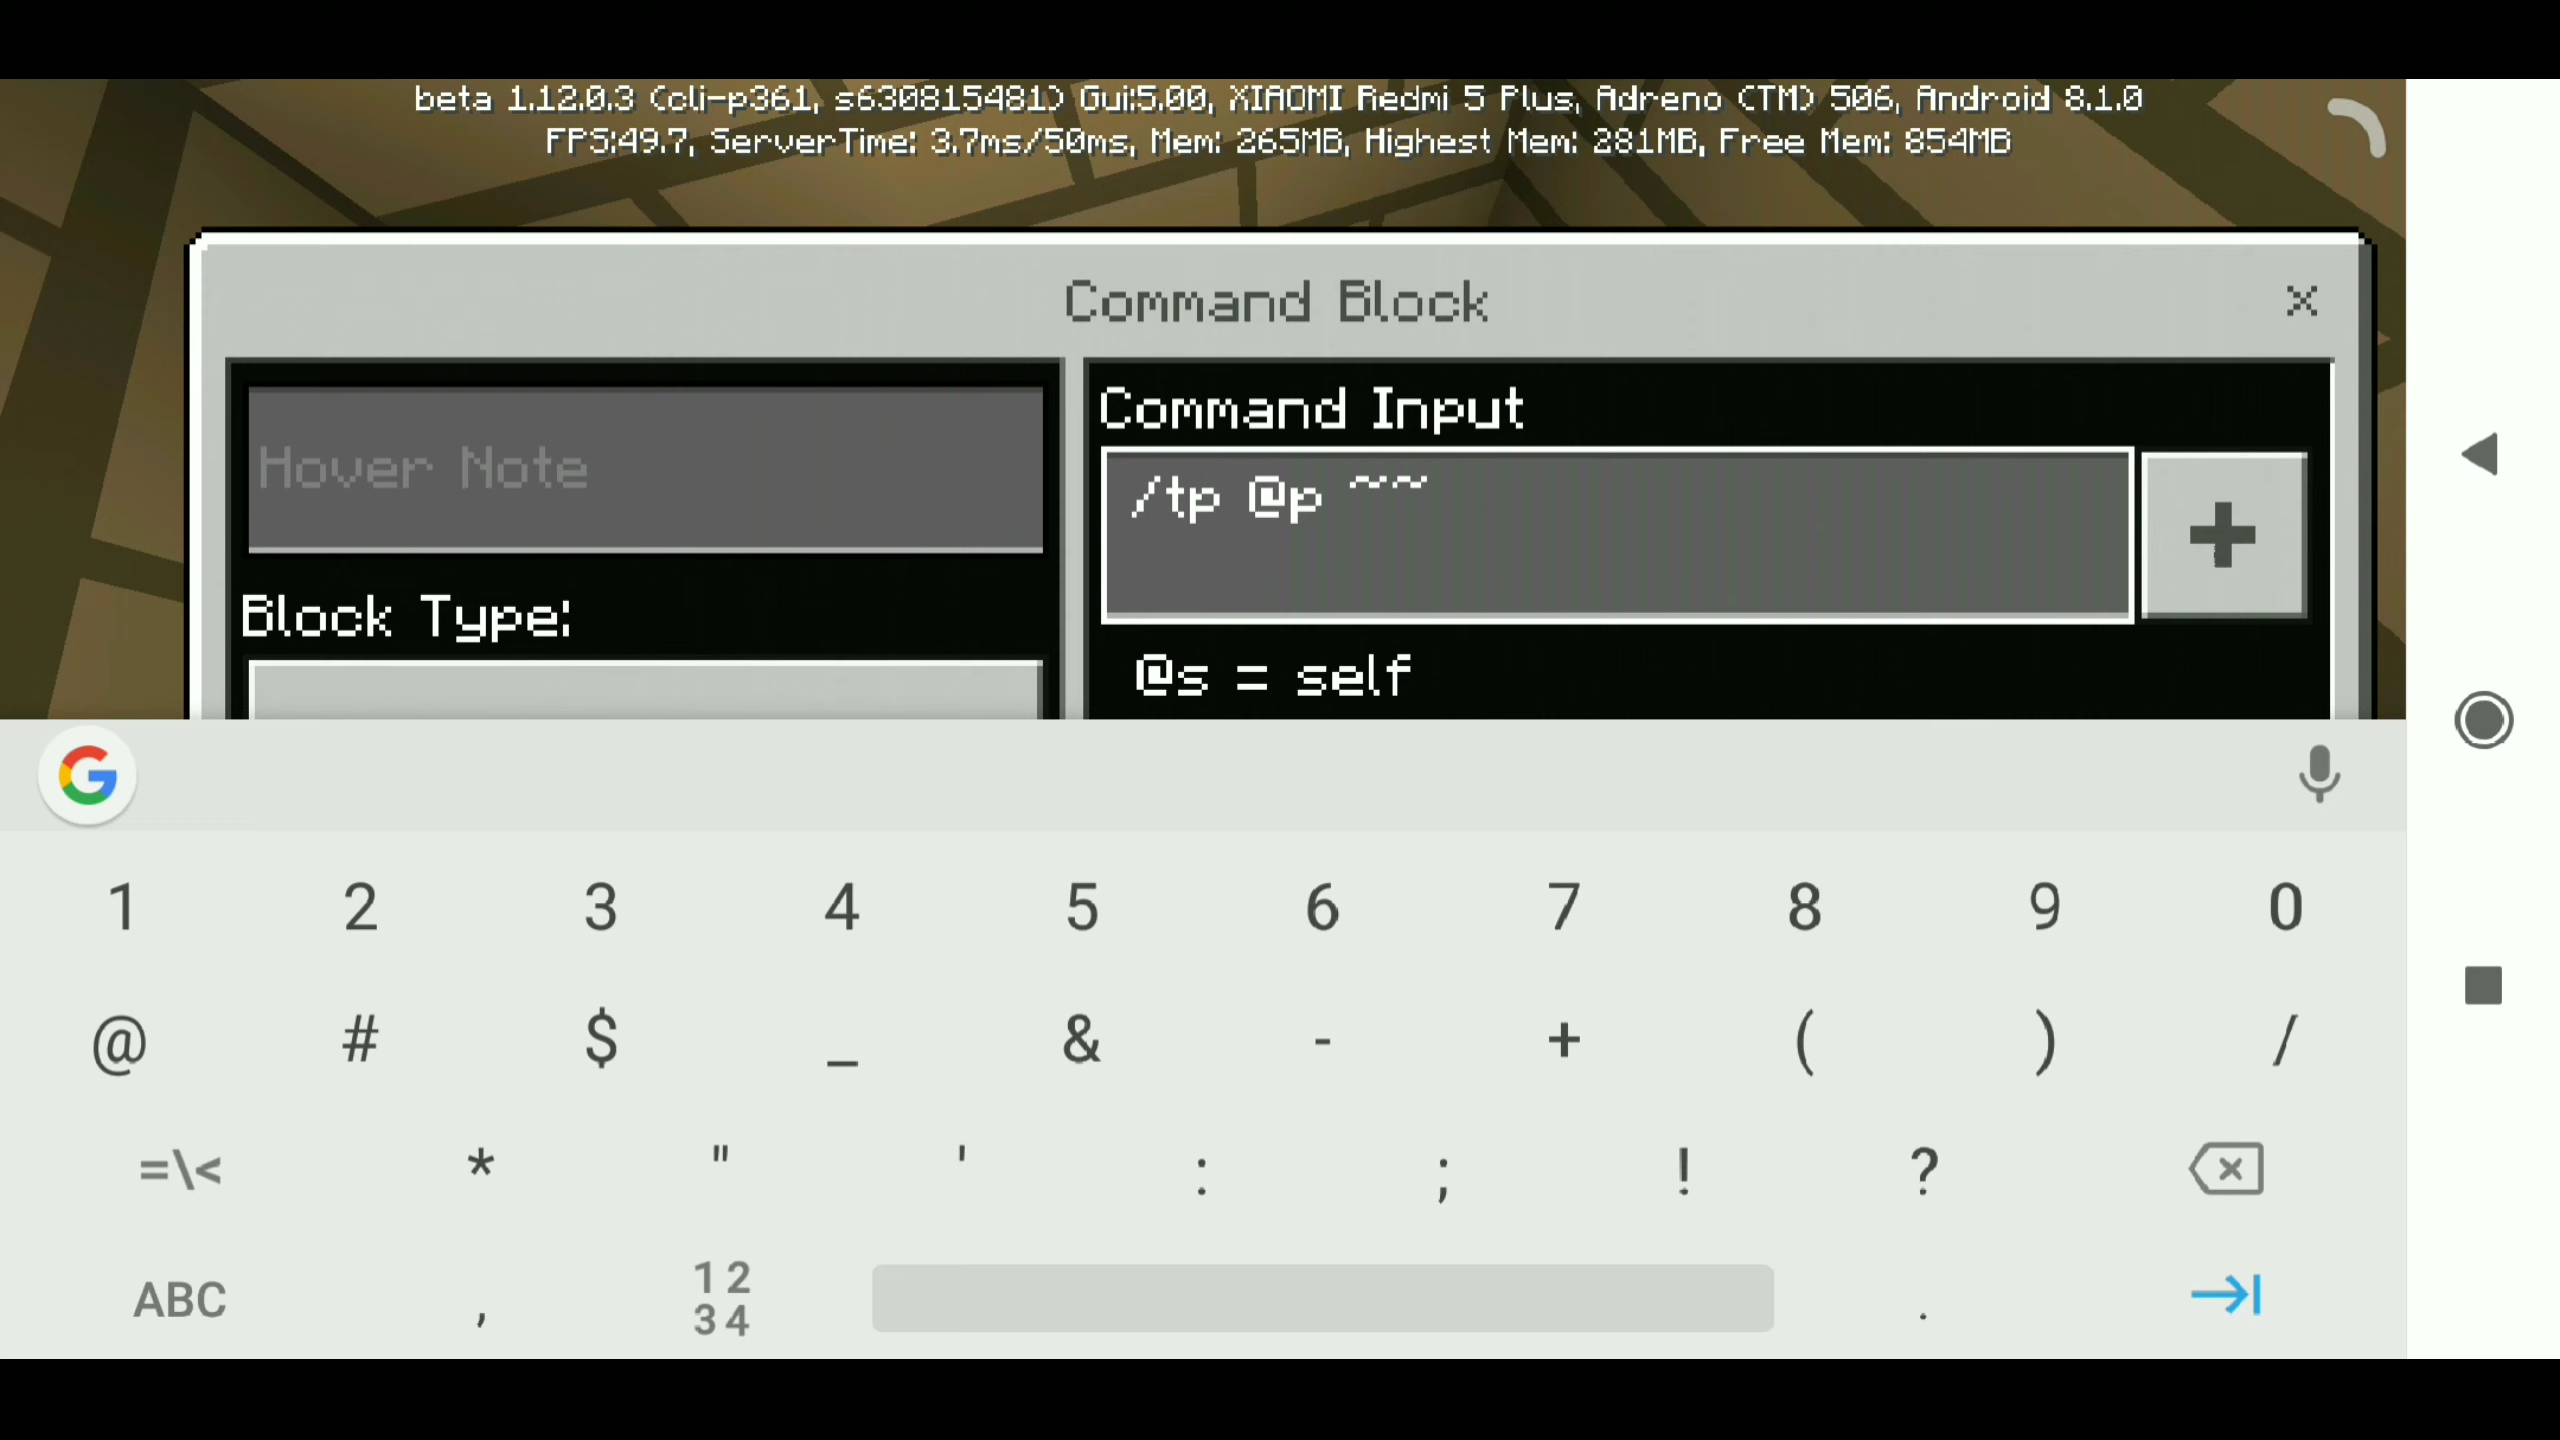 beta 1.12.0.3 (cli-p361, s630815481) Gui:5.00, XIAOMI Redmi 5 Plus, Adreno (TM) 506, Android 8.1.0
FPS:49.7, ServerTime: 3.7ms/50ms, Mem: 265MB, Highest Mem: 281MB, Free Mem: 854MB
Command Block
Hover Note
Block Type:
Command Input
/tp @p ~~
@s = self
G
1 2 3 4 5 6 7 8 9 0
@ # $ _ & - + ( ) /
=\< * " ' : ; ! ?
ABC , 12 34 .